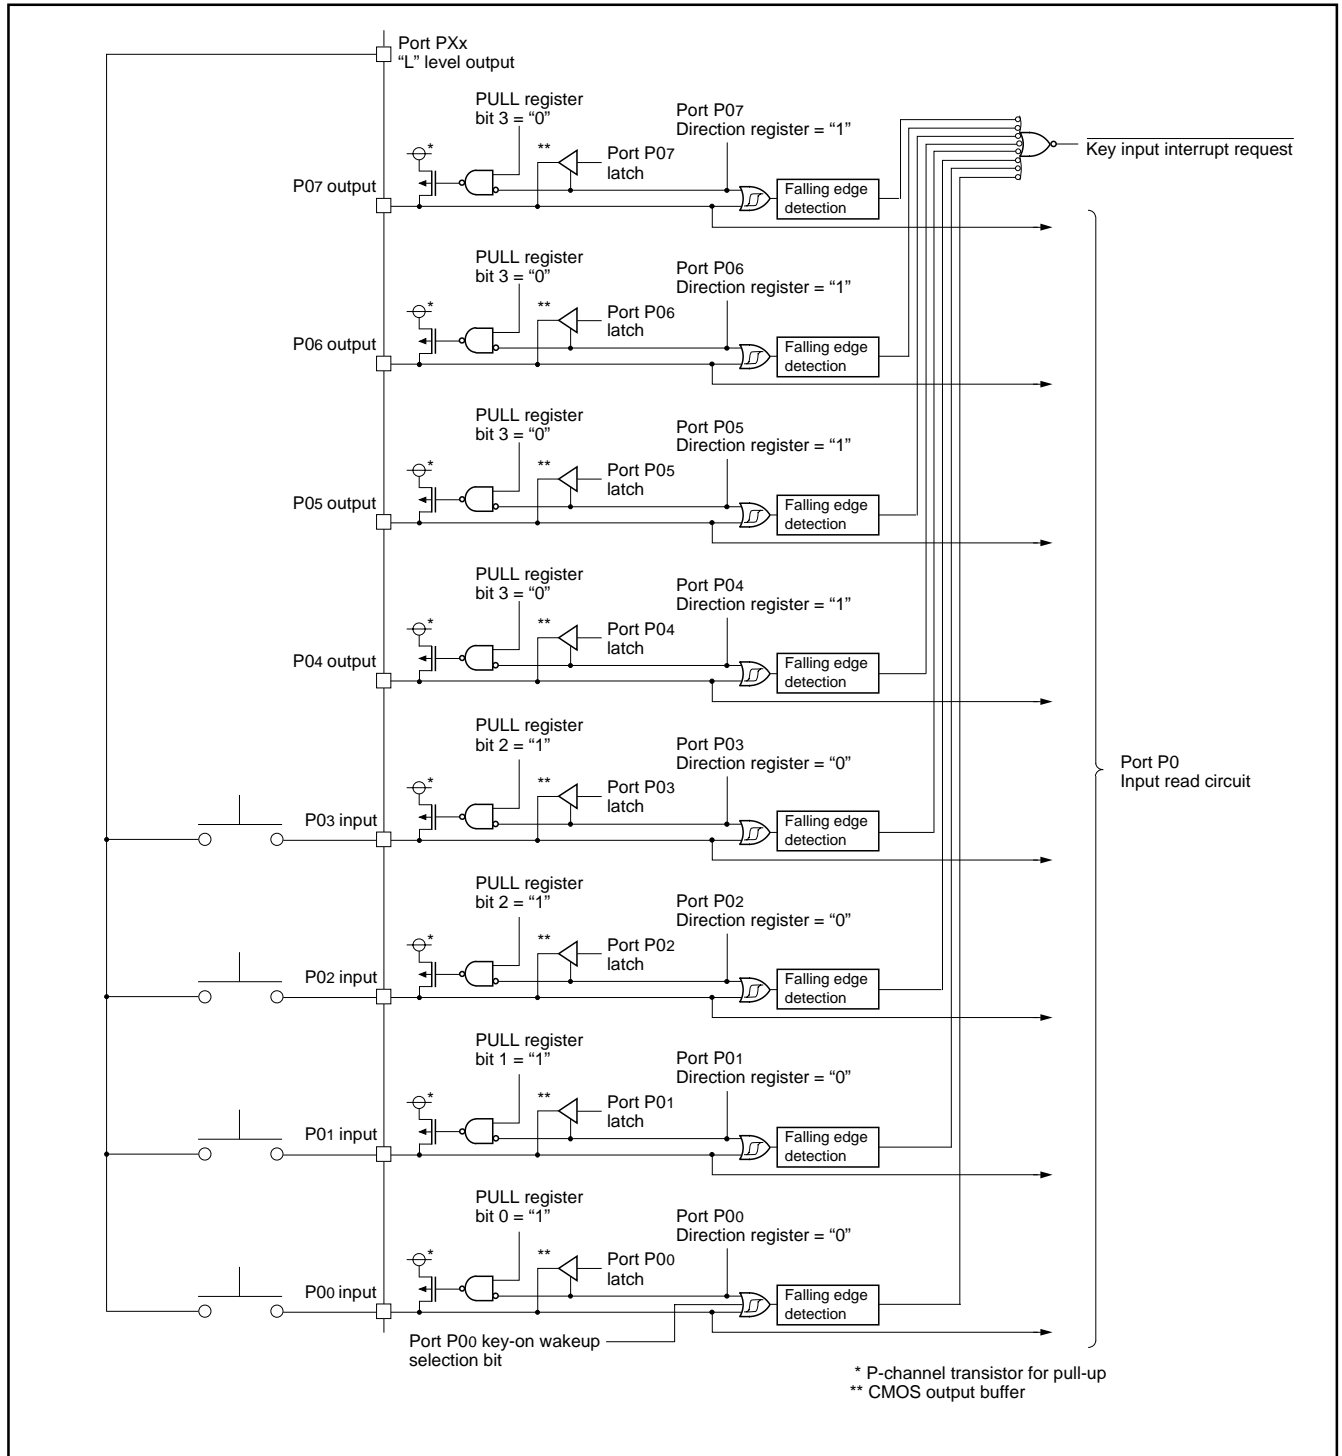 Port PXx
“L” level output
PULL register
bit 3 = “0”
Port P07
Direction register = “1”
*
**
Port P07
latch
Key input interrupt request
P07 output
Falling edge
detection
PULL register
bit 3 = “0”
Port P06
Direction register = “1”
*
**
Port P06
latch
P06 output
Falling edge
detection
PULL register
bit 3 = “0”
Port P05
Direction register = “1”
*
**
Port P05
latch
P05 output
Falling edge
detection
PULL register
bit 3 = “0”
Port P04
Direction register = “1”
*
**
Port P04
latch
P04 output
Falling edge
detection
PULL register
bit 2 = “1”
Port P03
Direction register = “0”
*
**
Port P03
latch
Port P0
Input read circuit
P03 input
Falling edge
detection
PULL register
bit 2 = “1”
Port P02
Direction register = “0”
*
**
Port P02
latch
P02 input
Falling edge
detection
PULL register
bit 1 = “1”
Port P01
Direction register = “0”
*
**
Port P01
latch
P01 input
Falling edge
detection
PULL register
bit 0 = “1”
Port P00
Direction register = “0”
*
**
Port P00
latch
P00 input
Falling edge
detection
Port P00 key-on wakeup
selection bit
* P-channel transistor for pull-up
** CMOS output buffer